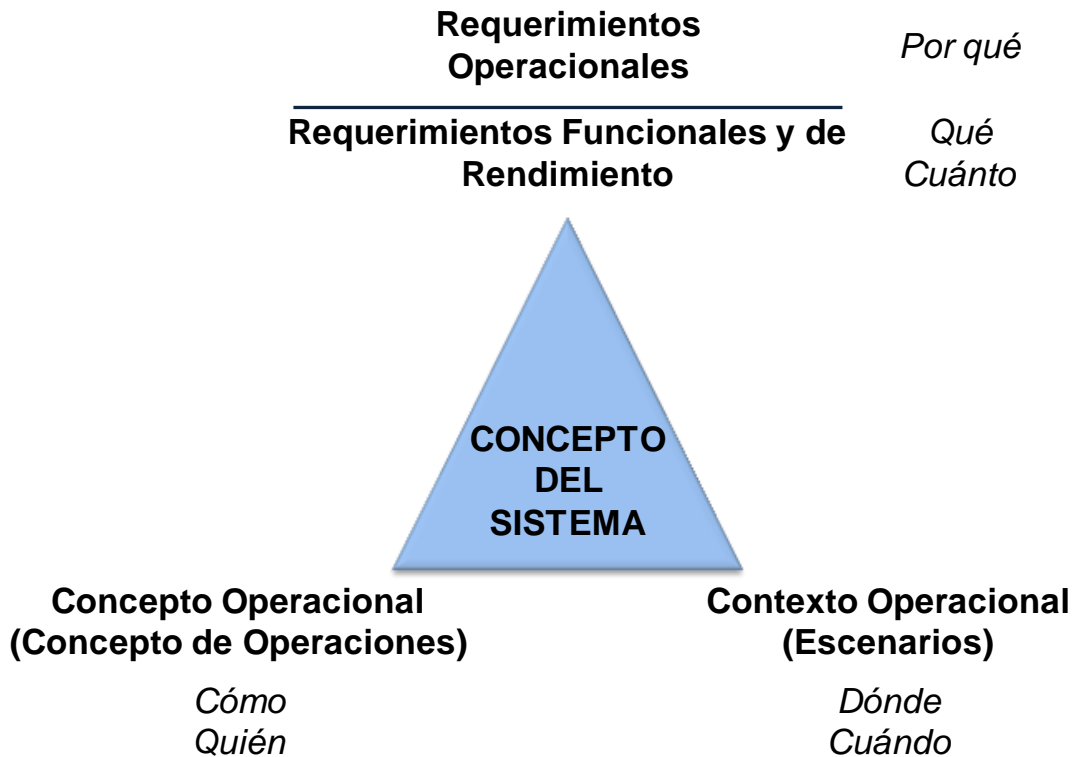 Requerimientos
Operacionales
Por qué
Requerimientos Funcionales y de
Rendimiento
Qué
Cuánto
CONCEPTO
DEL
SISTEMA
Concepto Operacional
(Concepto de Operaciones)
Cómo
Quién
Contexto Operacional
(Escenarios)
Dónde
Cuándo